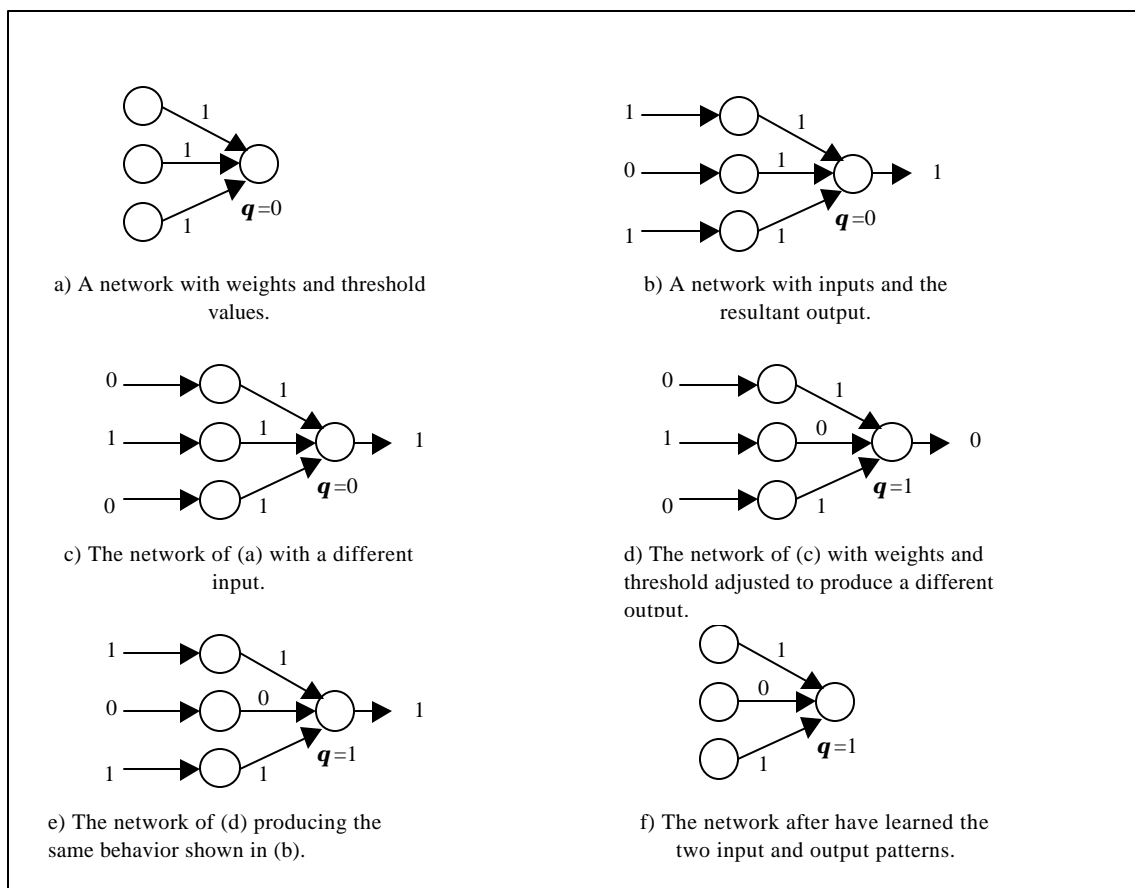 1
1
1
q=0
a) A network with weights and threshold
values.
1
0
1
1
1
1
q=0
1
b) A network with inputs and the
resultant output.
0
1
0
1
1
1
q=0
1
c) The network of (a) with a different
input.
0
1
0
1
0
1
q=1
0
d) The network of (c) with weights and
threshold adjusted to produce a different
output.
1
0
1
1
0
1
q=1
1
e) The network of (d) producing the
same behavior shown in (b).
1
0
1
q=1
f) The network after have learned the
two input and output patterns.